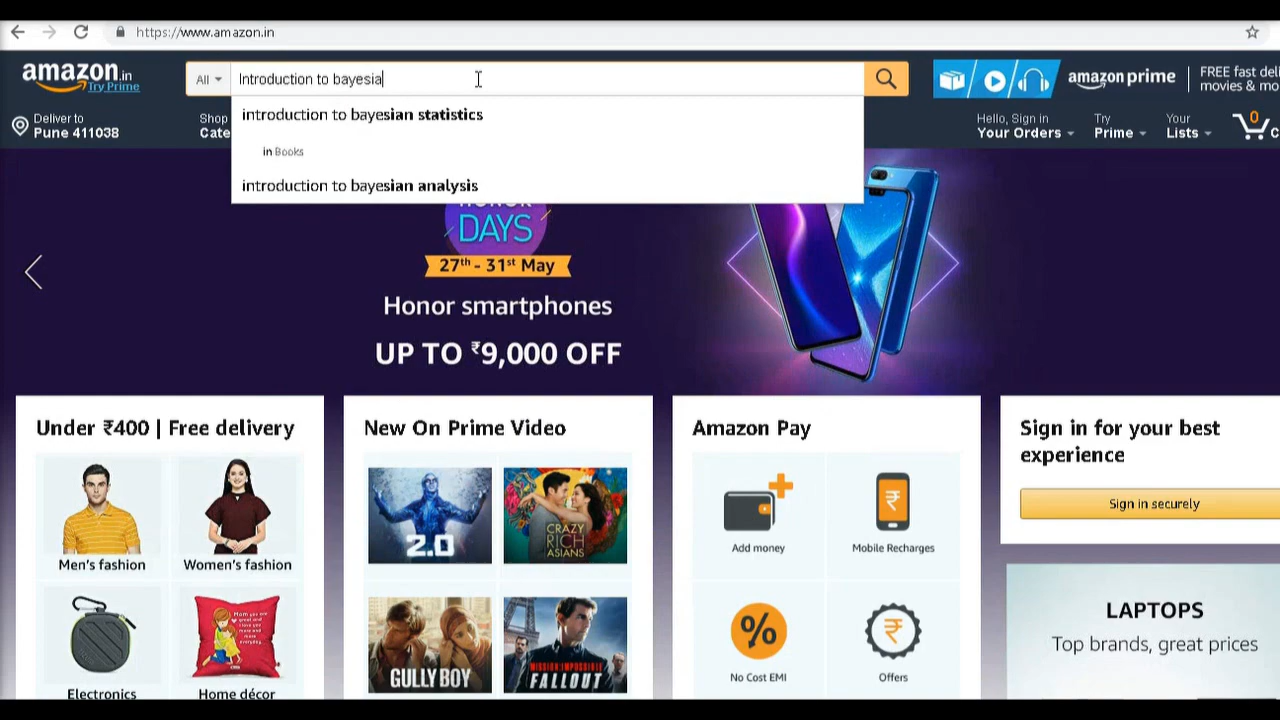 https://www.amazon.in
amazon.in
Try Prime
All
Introduction to bayesia
amazon prime
FREE fast deli
movies & mo
introduction to bayesian statistics
in Books
introduction to bayesian analysis
Deliver to
Pune 411038
Shop
Cate
Hello, Sign in
Your Orders
Try
Prime
Your
Lists
0
C
DAYS
27th - 31st May
Honor smartphones
UP TO ₹9,000 OFF
Under ₹400 | Free delivery
Men's fashion
Women's fashion
Electronics
Home décor
New On Prime Video
2.0
CRAZY
RICH
ASIANS
GULLY BOY
MISSION: IMPOSSIBLE
FALLOUT
Amazon Pay
Add money
Mobile Recharges
No Cost EMI
Offers
Sign in for your best
experience
Sign in securely
LAPTOPS
Top brands, great prices